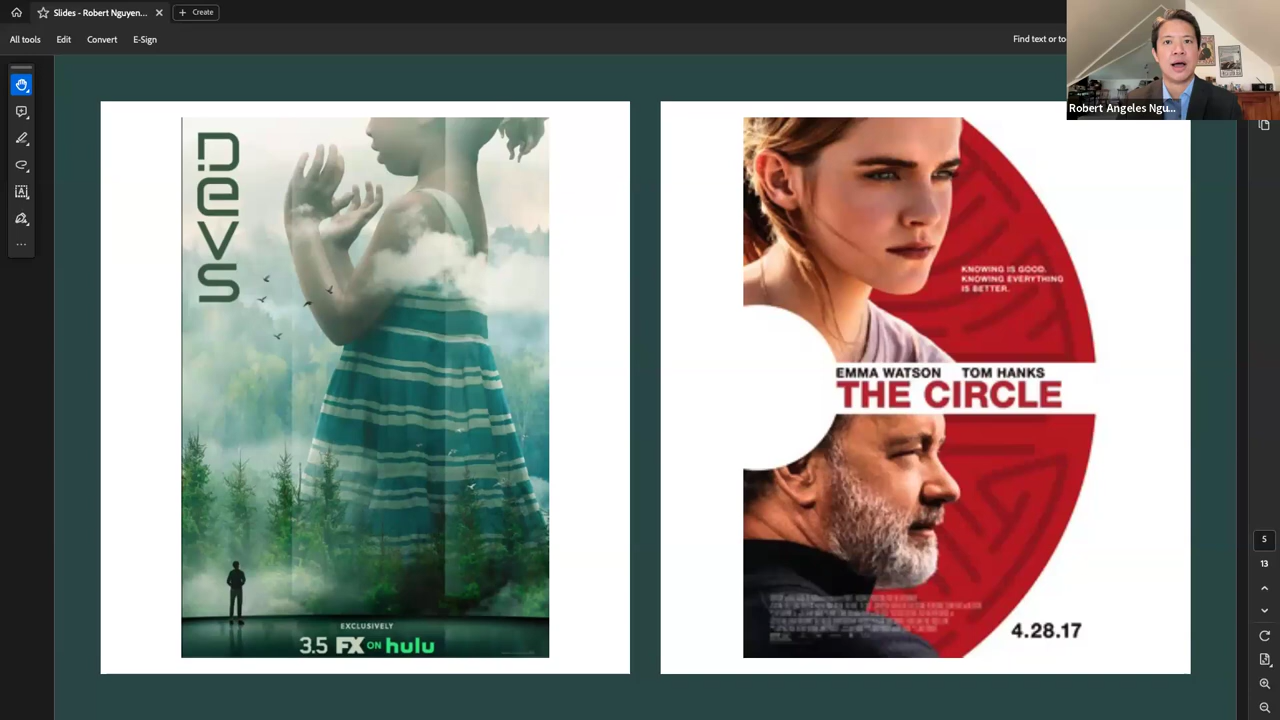 Slides - Robert Nguyen...
Create
All tools
Edit
Convert
E-Sign
Find text or to
Robert Angeles Ngu...
DEVS
EXCLUSIVELY
3.5 FX ON hulu
KNOWING IS GOOD.
KNOWING EVERYTHING
IS BETTER.
EMMA WATSON TOM HANKS
THE CIRCLE
4.28.17
5
13